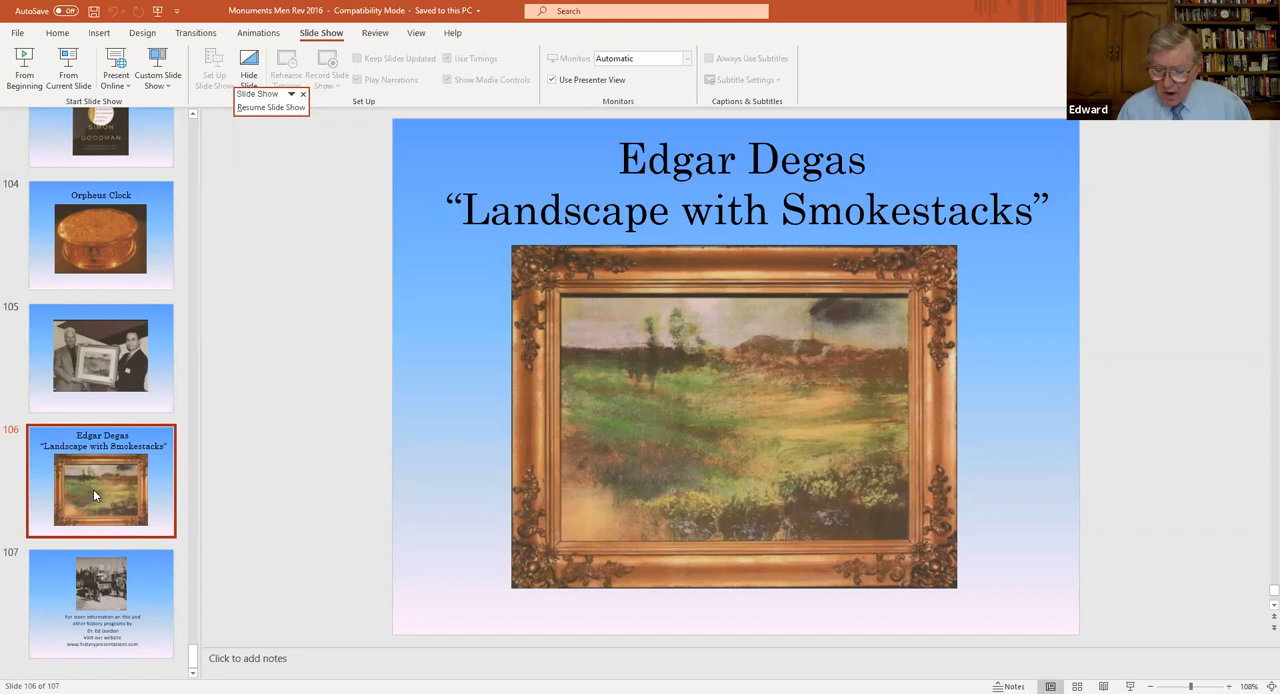 AutoSave Off Monuments Men Rev 2016 - Compatibility Mode - Saved to this PC Search
File Home Insert Design Transitions Animations Slide Show Review View Help
From Beginning From Current Slide Present Online Custom Slide Show Set Up Slide Show Hide Slide Rehearse Timings Record Slide Show
Keep Slides Updated Use Timings
Play Narrations Show Media Controls
Monitor: Automatic
Use Presenter View
Always Use Subtitles
Subtitle Settings
Start Slide Show Set Up Monitors Captions & Subtitles
Slide Show
Resume Slide Show
Edward
SIMON
GOODMAN
104
Orpheus Clock
105
106
Edgar Degas
“Landscape with Smokestacks”
107
For more information on this and
other history programs by
Dr. Ed Gordon
Visit our website
www.historypresentations.com
Edgar Degas
“Landscape with Smokestacks”
Click to add notes
Slide 106 of 107 Notes 108%